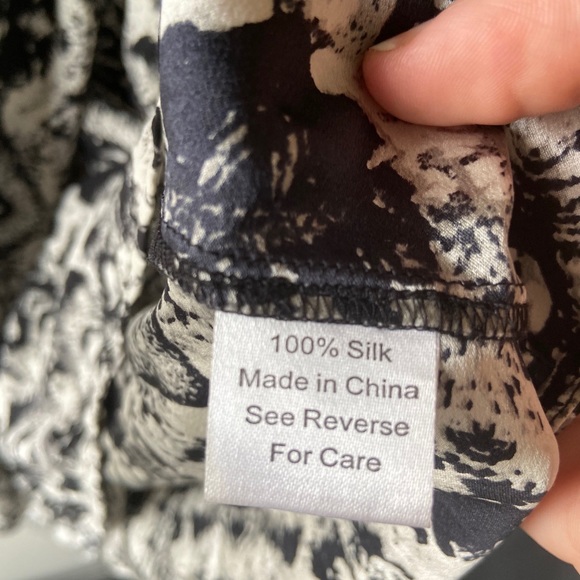 100% Silk
Made in China
See Reverse
For Care